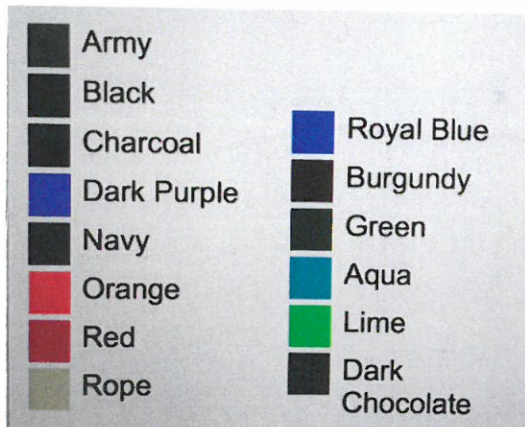 Army
Black
Charcoal
Dark Purple
Navy
Orange
Red
Rope
Royal Blue
Burgundy
Green
Aqua
Lime
Dark
Chocolate